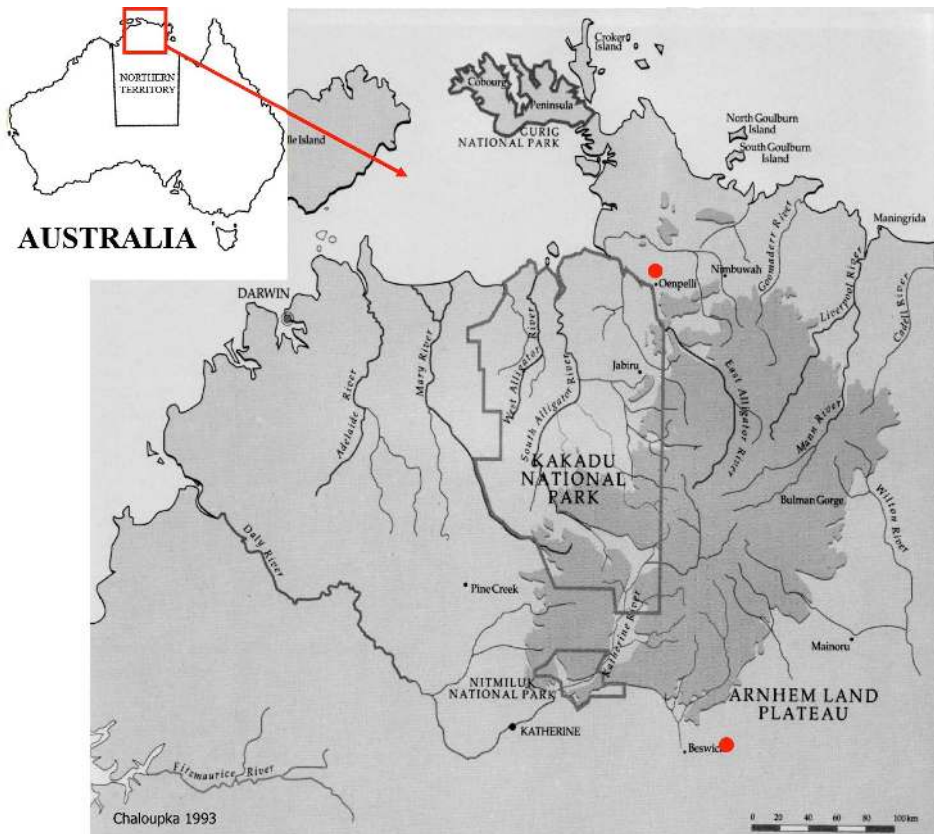 NORTHERN
TERRITORY
AUSTRALIA
lle Island
Croker
Island
Cobourg
Peninsula
GURIG
NATIONAL PARK
North Goulburn
Island
South Goulburn
Island
Maningrida
Goomaderr River
Liverpool River
Cadell River
Nimbuwah
Oenpelli
DARWIN
Adelaide River
Mary River
West Alligator River
South Alligator River
Jabiru
East Alligator River
Mann River
KAKADU
NATIONAL
PARK
Bulman Gorge
Wilton River
Daly River
Pine Creek
Katherine River
Mainoru
NITMILUK
NATIONAL PARK
ARNHEM LAND
PLATEAU
KATHERINE
Beswick
Fitzmaurice River
Chaloupka 1993
0 20 40 60 80 100 km